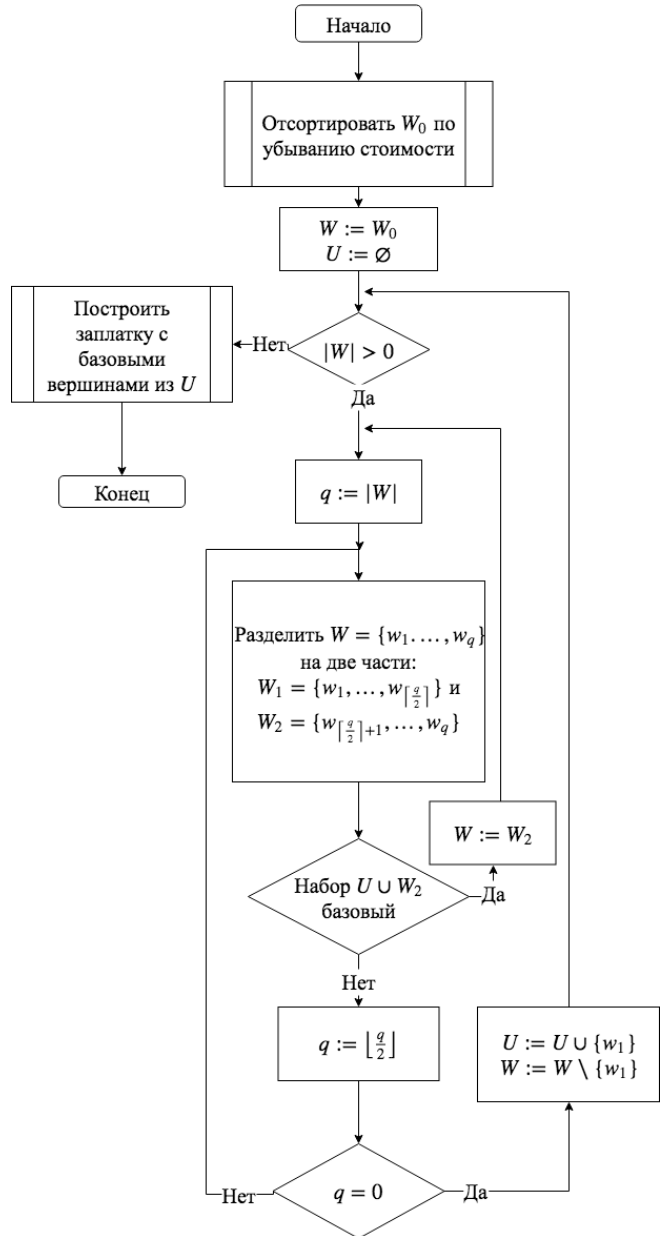 Начало
Отсортировать W₀ по
убыванию стоимости
W := W₀
U := ∅
Построить
заплатку с
базовыми
вершинами из U
Нет
|W| > 0
Да
Конец
q := |W|
Разделить W = {w₁. …, w_q}
на две части:
W₁ = {w₁, …, w_⌈q/2⌉} и
W₂ = {w_⌈q/2⌉+1, …, w_q}
W := W₂
Набор U ∪ W₂
базовый
Да
Нет
q := ⌊q/2⌋
U := U ∪ {w₁}
W := W \ {w₁}
Нет
q = 0
Да